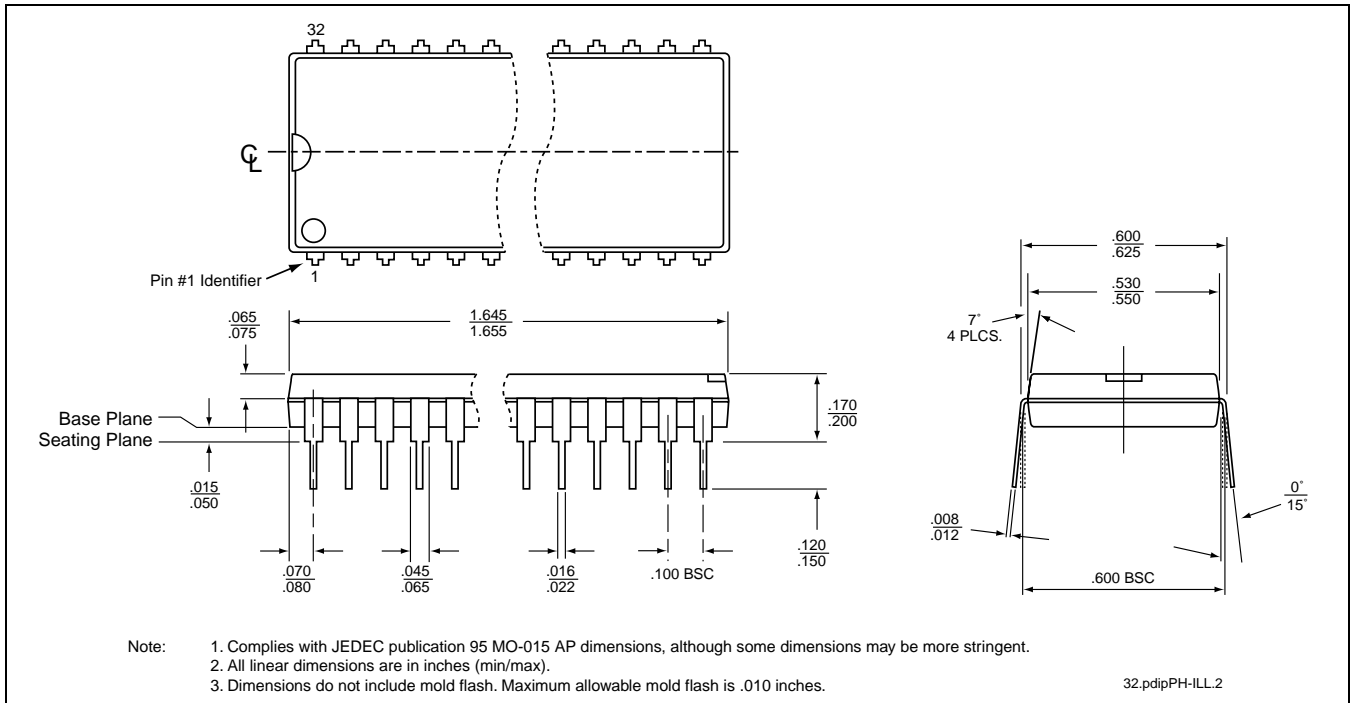 32
℄
Pin #1 Identifier
1
.600
.625
.530
.550
7°
4 PLCS.
.065
.075
1.645
1.655
Base Plane
Seating Plane
.170
.200
.015
.050
.070
.080
.045
.065
.016
.022
.100 BSC
.120
.150
.008
.012
0°
15°
.600 BSC
Note: 1. Complies with JEDEC publication 95 MO-015 AP dimensions, although some dimensions may be more stringent.
2. All linear dimensions are in inches (min/max).
3. Dimensions do not include mold flash. Maximum allowable mold flash is .010 inches.
32.pdipPH-ILL.2